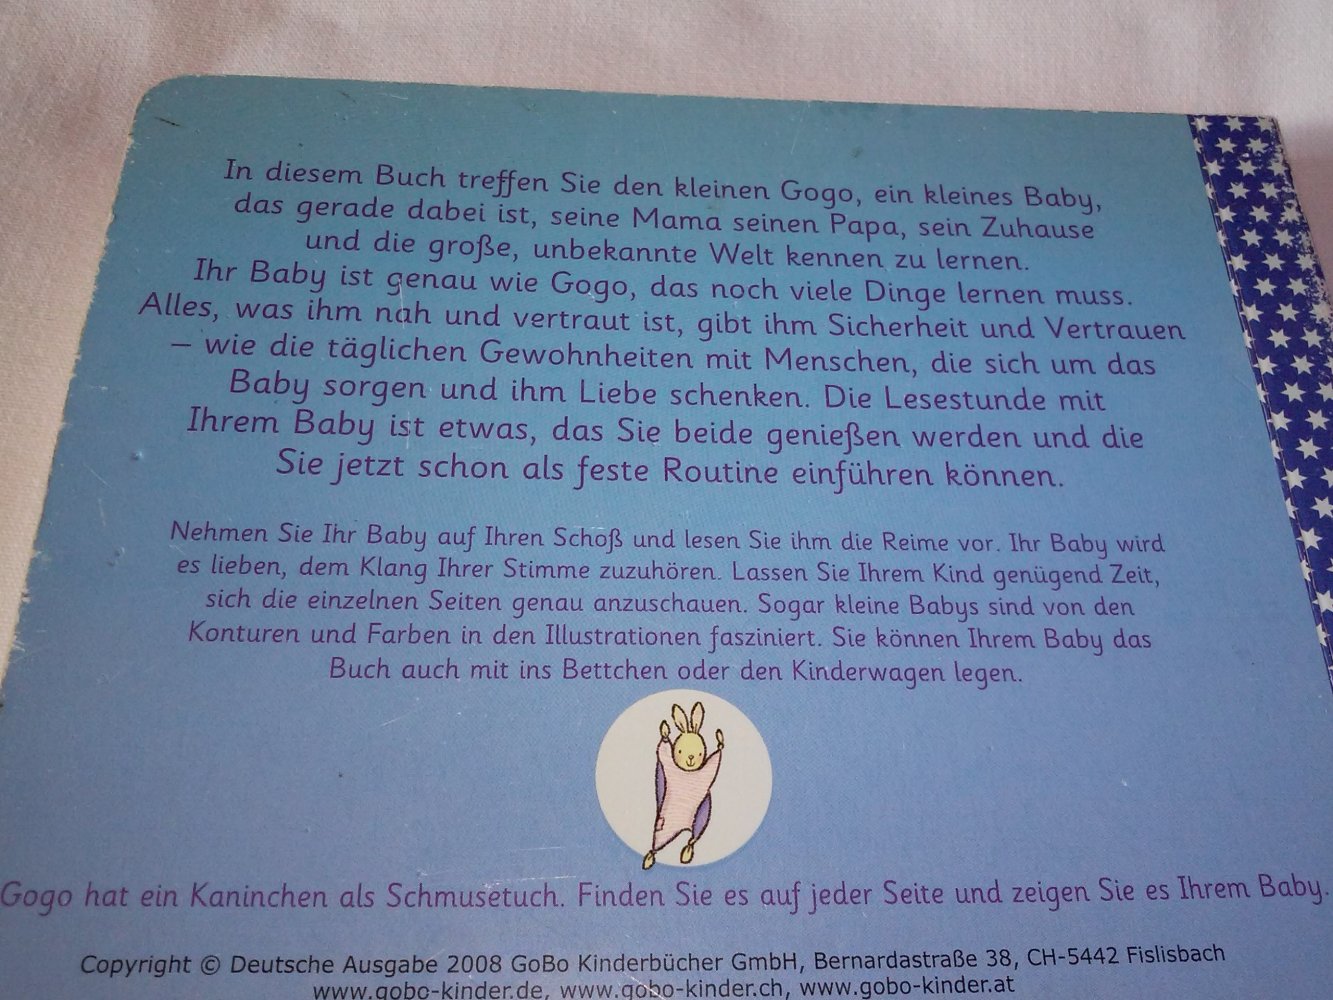 In diesem Buch treffen Sie den kleinen Gogo, ein kleines Baby,
das gerade dabei ist, seine Mama seinen Papa, sein Zuhause
und die große, unbekannte Welt kennen zu lernen.
Ihr Baby ist genau wie Gogo, das noch viele Dinge lernen muss.
Alles, was ihm nah und vertraut ist, gibt ihm Sicherheit und Vertrauen
– wie die täglichen Gewohnheiten mit Menschen, die sich um das
Baby sorgen und ihm Liebe schenken. Die Lesestunde mit
Ihrem Baby ist etwas, das Sie beide genießen werden und die
Sie jetzt schon als feste Routine einführen können.
Nehmen Sie Ihr Baby auf Ihren Schoß und lesen Sie ihm die Reime vor. Ihr Baby wird
es lieben, dem Klang Ihrer Stimme zuzuhören. Lassen Sie Ihrem Kind genügend Zeit,
sich die einzelnen Seiten genau anzuschauen. Sogar kleine Babys sind von den
Konturen und Farben in den Illustrationen fasziniert. Sie können Ihrem Baby das
Buch auch mit ins Bettchen oder den Kinderwagen legen.
Gogo hat ein Kaninchen als Schmusetuch. Finden Sie es auf jeder Seite und zeigen Sie es Ihrem Baby.
Copyright © Deutsche Ausgabe 2008 GoBo Kinderbücher GmbH, Bernardastraße 38, CH-5442 Fislisbach
www.gobo-kinder.de, www.gobo-kinder.ch, www.gobo-kinder.at